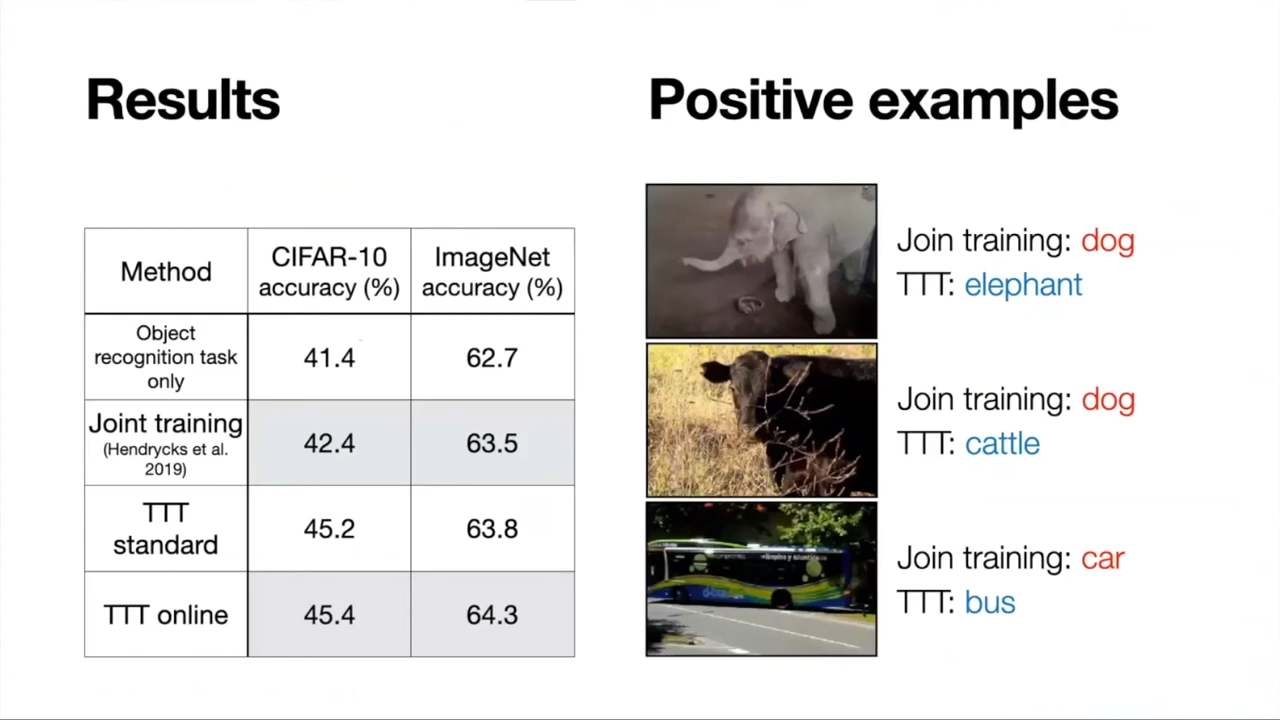 Results
Positive examples
Method
CIFAR-10
accuracy (%)
ImageNet
accuracy (%)
Object
recognition task
only
41.4
62.7
Joint training
(Hendrycks et al.
2019)
42.4
63.5
TTT
standard
45.2
63.8
TTT online
45.4
64.3
Join training: dog
TTT: elephant
Join training: dog
TTT: cattle
Join training: car
TTT: bus